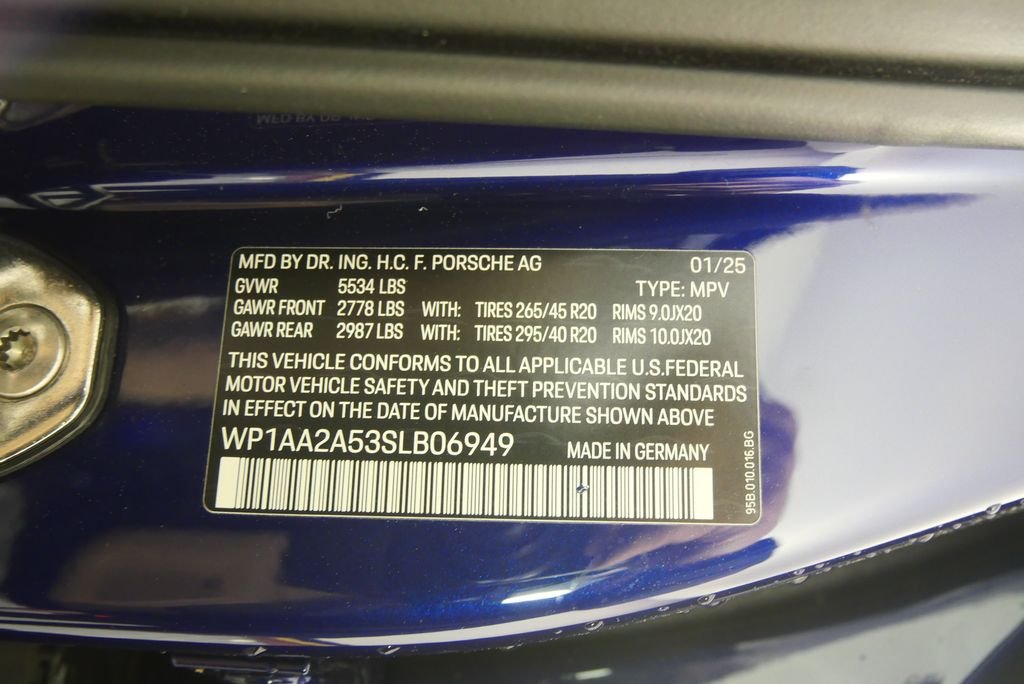 MFD BY DR. ING. H.C. F. PORSCHE AG 01/25
GVWR 5534 LBS TYPE: MPV
GAWR FRONT 2778 LBS WITH: TIRES 265/45 R20 RIMS 9.0JX20
GAWR REAR 2987 LBS WITH: TIRES 295/40 R20 RIMS 10.0JX20
THIS VEHICLE CONFORMS TO ALL APPLICABLE U.S.FEDERAL
MOTOR VEHICLE SAFETY AND THEFT PREVENTION STANDARDS
IN EFFECT ON THE DATE OF MANUFACTURE SHOWN ABOVE
WP1AA2A53SLB06949 MADE IN GERMANY
95B.010.016.BG